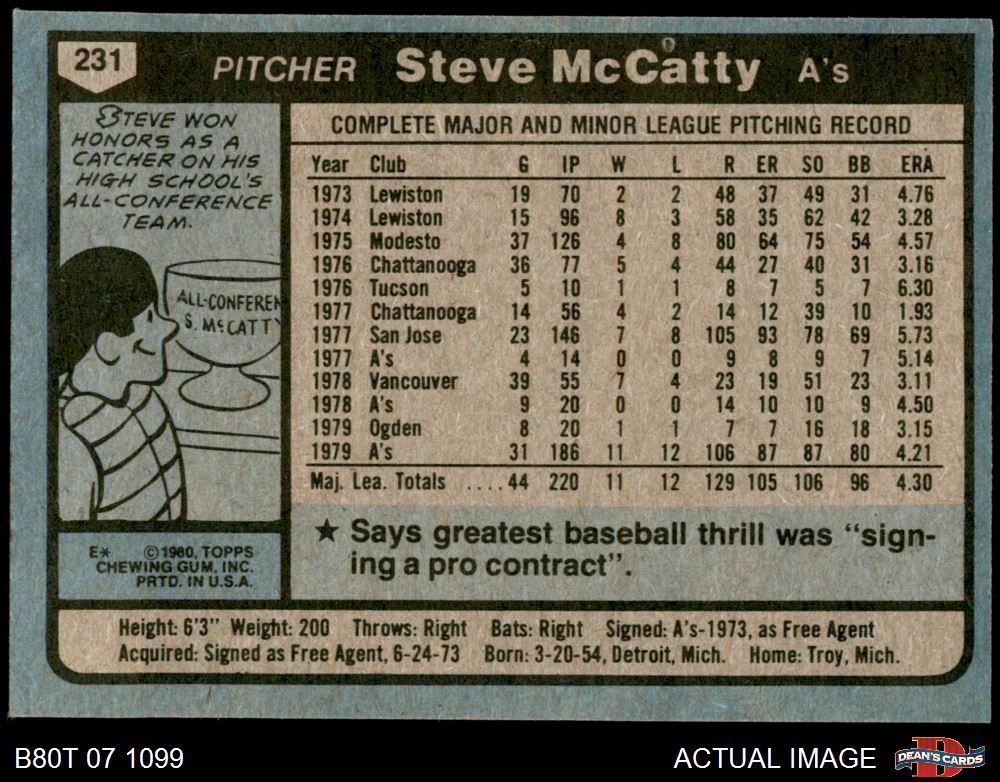 231
PITCHER Steve McCatty A's
STEVE WON
HONORS AS A
CATCHER ON HIS
HIGH SCHOOL'S
ALL-CONFERENCE
TEAM.
ALL-CONFEREN
S. McCATT
E* ©1980, TOPPS
CHEWING GUM, INC.
PRTD. IN U.S.A.
COMPLETE MAJOR AND MINOR LEAGUE PITCHING RECORD
Year Club G IP W L R ER SO BB ERA
1973 Lewiston 19 70 2 2 48 37 49 31 4.76
1974 Lewiston 15 96 8 3 58 35 62 42 3.28
1975 Modesto 37 126 4 8 80 64 75 54 4.57
1976 Chattanooga 36 77 5 4 44 27 40 31 3.16
1976 Tucson 5 10 1 1 8 7 5 7 6.30
1977 Chattanooga 14 56 4 2 14 12 39 10 1.93
1977 San Jose 23 146 7 8 105 93 78 69 5.73
1977 A's 4 14 0 0 9 8 9 7 5.14
1978 Vancouver 39 55 7 4 23 19 51 23 3.11
1978 A's 9 20 0 0 14 10 10 9 4.50
1979 Ogden 8 20 1 1 7 7 16 18 3.15
1979 A's 31 186 11 12 106 87 87 80 4.21
Maj. Lea. Totals ....44 220 11 12 129 105 106 96 4.30
★ Says greatest baseball thrill was "sign-
ing a pro contract".
Height: 6'3" Weight: 200 Throws: Right Bats: Right Signed: A's-1973, as Free Agent
Acquired: Signed as Free Agent, 6-24-73 Born: 3-20-54, Detroit, Mich. Home: Troy, Mich.
B80T 07 1099
ACTUAL IMAGE
D
DEAN'S CARDS